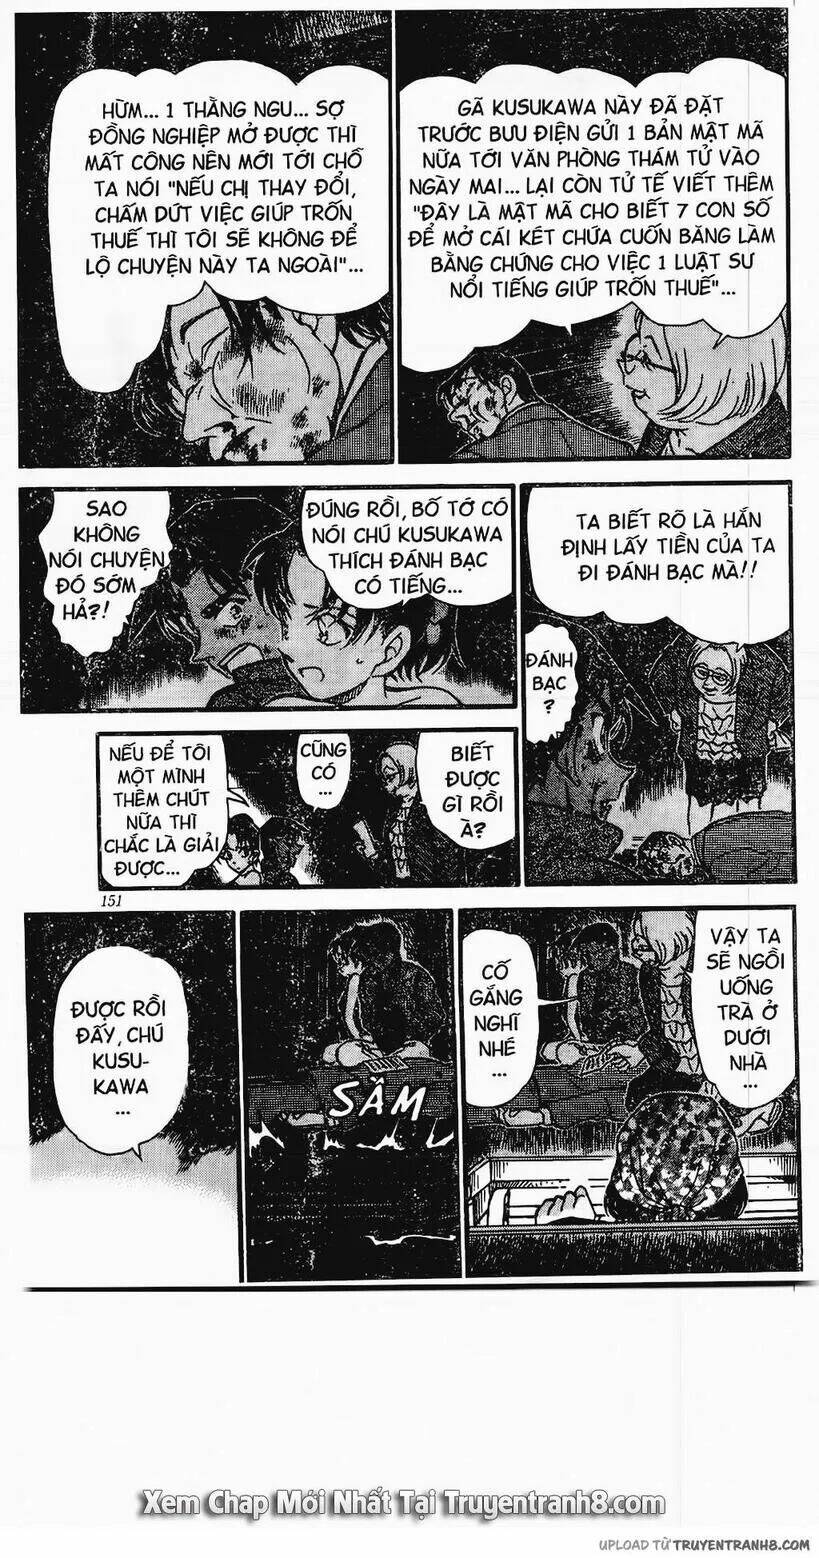 GÃ KUSUKAWA NÀY ĐÃ ĐẶT
TRƯỚC BƯU ĐIỆN GỬI 1 BẢN MẬT MÃ
NỮA TỚI VĂN PHÒNG THÁM TỬ VÀO
NGÀY MAI... LẠI CÒN TỬ TẾ VIẾT THÊM
"ĐÂY LÀ MẬT MÃ CHO BIẾT 7 CON SỐ
ĐỂ MỞ CÁI KÉT CHỨA CUỐN BĂNG LÀM
BẰNG CHỨNG CHO VIỆC 1 LUẬT SƯ
NỔI TIẾNG GIÚP TRỐN THUẾ"...
HỪM... 1 THẰNG NGU... SỢ
ĐỒNG NGHIỆP MỞ ĐƯỢC THÌ
MẤT CÔNG NÊN MỚI TỚI CHỖ
TA NÓI "NẾU CHỊ THAY ĐỔI,
CHẤM DỨT VIỆC GIÚP TRỐN
THUẾ THÌ TÔI SẼ KHÔNG ĐỂ
LỘ CHUYỆN NÀY TA NGOÀI"...
TA BIẾT RÕ LÀ HẮN
ĐỊNH LẤY TIỀN CỦA TA
ĐI ĐÁNH BẠC MÀ!!
ĐÁNH
BẠC
?
ĐÚNG RỒI, BỐ TỚ CÓ
NÓI CHÚ KUSUKAWA
THÍCH ĐÁNH BẠC
CÓ TIẾNG...
SAO
KHÔNG
NÓI CHUYỆN
ĐÓ SỚM
HẢ?!
BIẾT
ĐƯỢC
GÌ RỒI
À?
CŨNG
CÓ
...
NẾU ĐỂ TÔI
MỘT MÌNH
THÊM CHÚT
NỮA THÌ
CHẮC LÀ GIẢI
ĐƯỢC...
151
VẬY TA
SẼ NGỒI
UỐNG
TRÀ Ở
DƯỚI
NHÀ
...
CỐ
GẮNG
NGHĨ
NHÉ
...
SẦM
ĐƯỢC RỒI
ĐẤY, CHÚ
KUSU-
KAWA
...
Xem Chap Mới Nhất Tại Truyentranh8.com
UPLOAD TỪ TRUYENTRANH8.COM